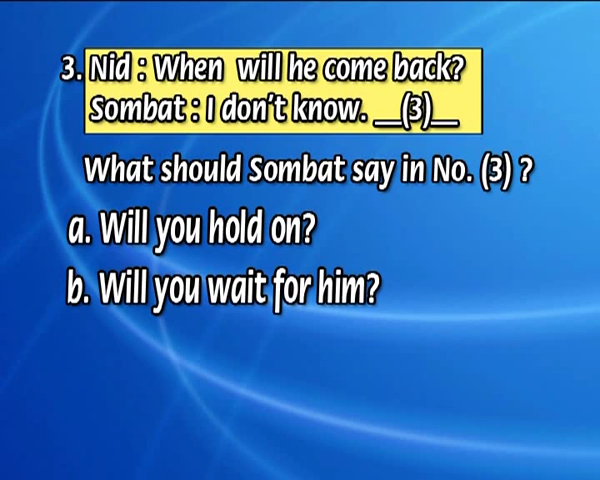 3. Nid : When will he come back?
Sombat : I don't know. __(3)__
What should Sombat say in No. (3) ?
a. Will you hold on?
b. Will you wait for him?